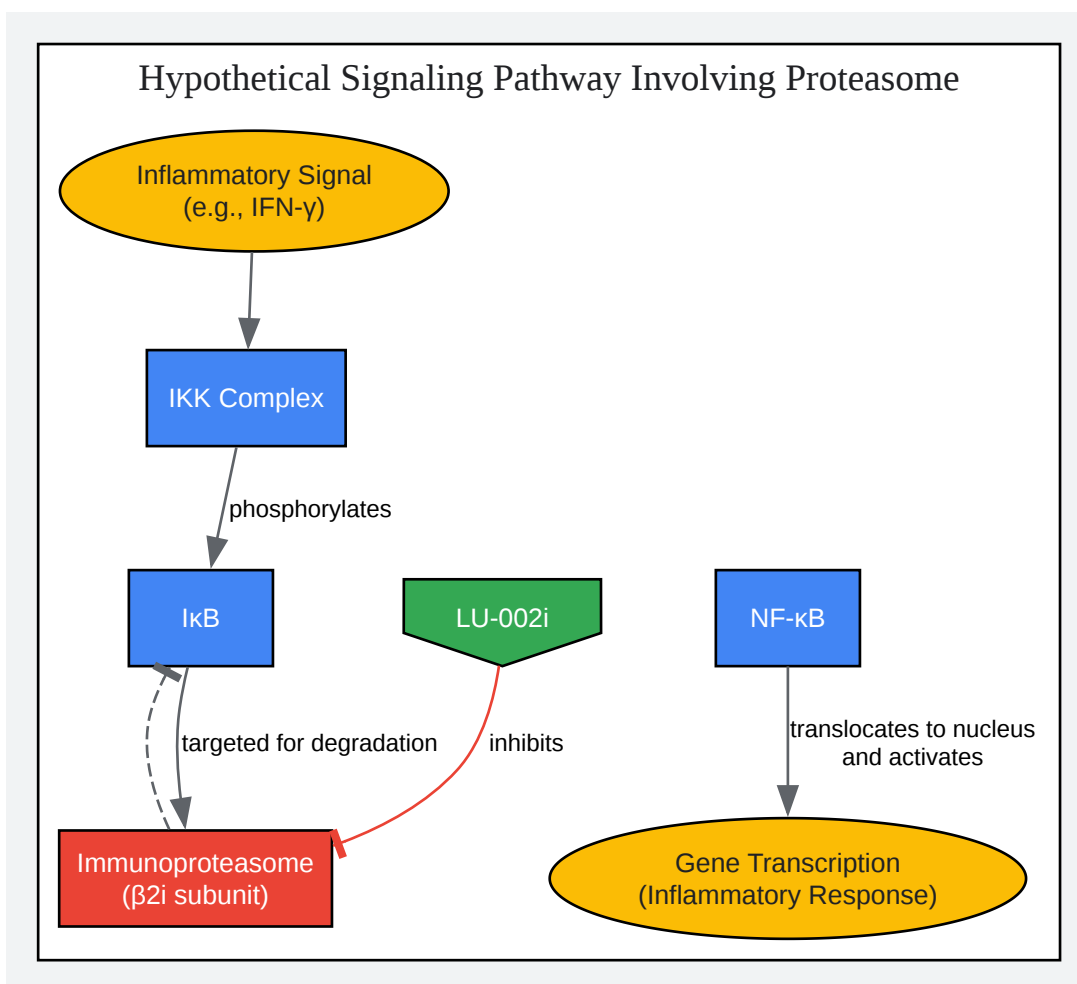 Hypothetical Signaling Pathway Involving Proteasome
Inflammatory Signal
(e.g., IFN-γ)
IKK Complex
phosphorylates
IκB
LU-002i
NF-κB
targeted for degradation
inhibits
translocates to nucleus
and activates
Immunoproteasome
(β2i subunit)
Gene Transcription
(Inflammatory Response)